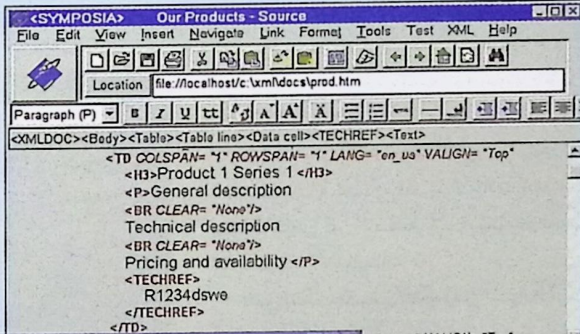 <SYMPOSIA> Our Products - Source
File Edit View Insert Navigate Link Format Tools Test XML Help
Location file://localhost/c:\xml\docs\prod.htm
Paragraph (P) B I U tt A A A
<XMLDOC><Body><Table><Table line><Data cell><TECHREF><Text>
<TD COLSPAN= "1" ROWSPAN= "1" LANG= "en_us" VALIGN= "Top"
<H3>Product 1 Series 1 </H3>
<P>General description
<BR CLEAR= "None"/>
Technical description
<BR CLEAR= "None"/>
Pricing and availability </P>
<TECHREF>
R1234dswe
</TECHREF>
</TD>